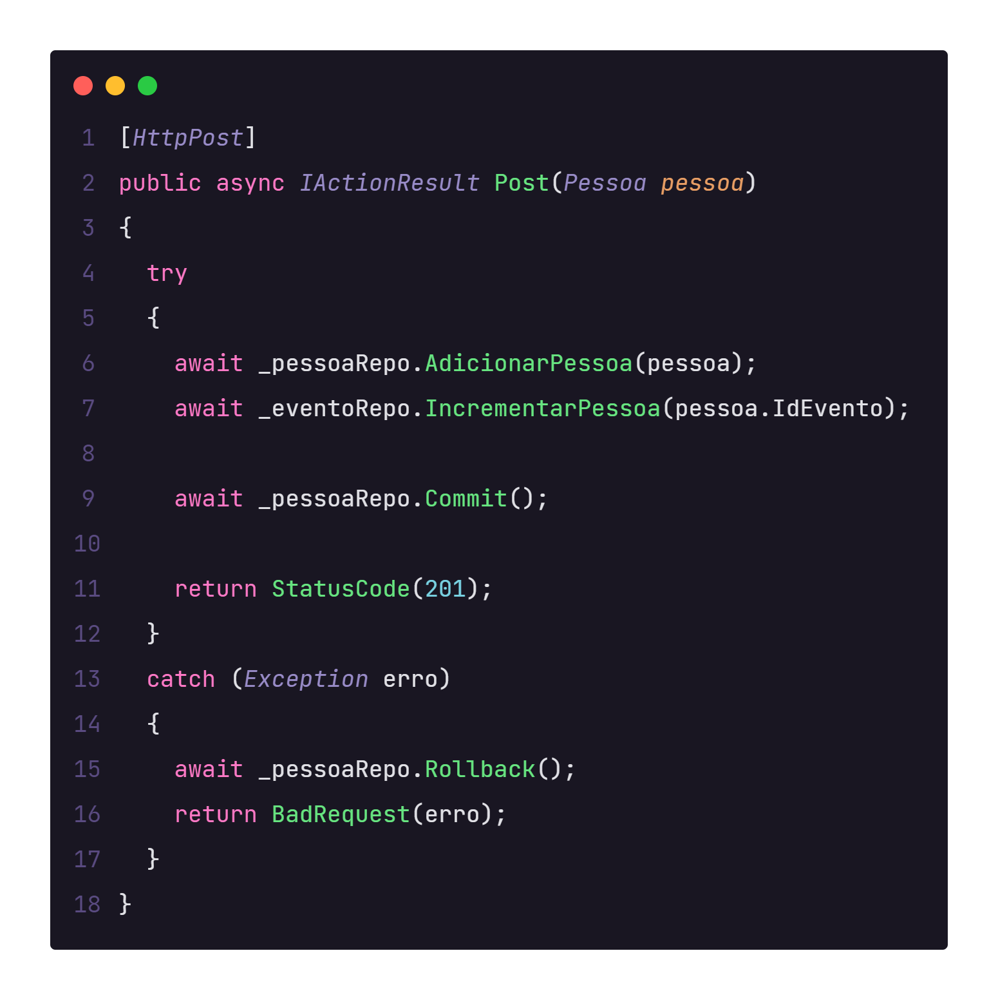 1 [HttpPost]
2 public async IActionResult Post(Pessoa pessoa)
3 {
4   try
5   {
6     await _pessoaRepo.AdicionarPessoa(pessoa);
7     await _eventoRepo.IncrementarPessoa(pessoa.IdEvento);
8
9     await _pessoaRepo.Commit();
10
11     return StatusCode(201);
12   }
13   catch (Exception erro)
14   {
15     await _pessoaRepo.Rollback();
16     return BadRequest(erro);
17   }
18 }